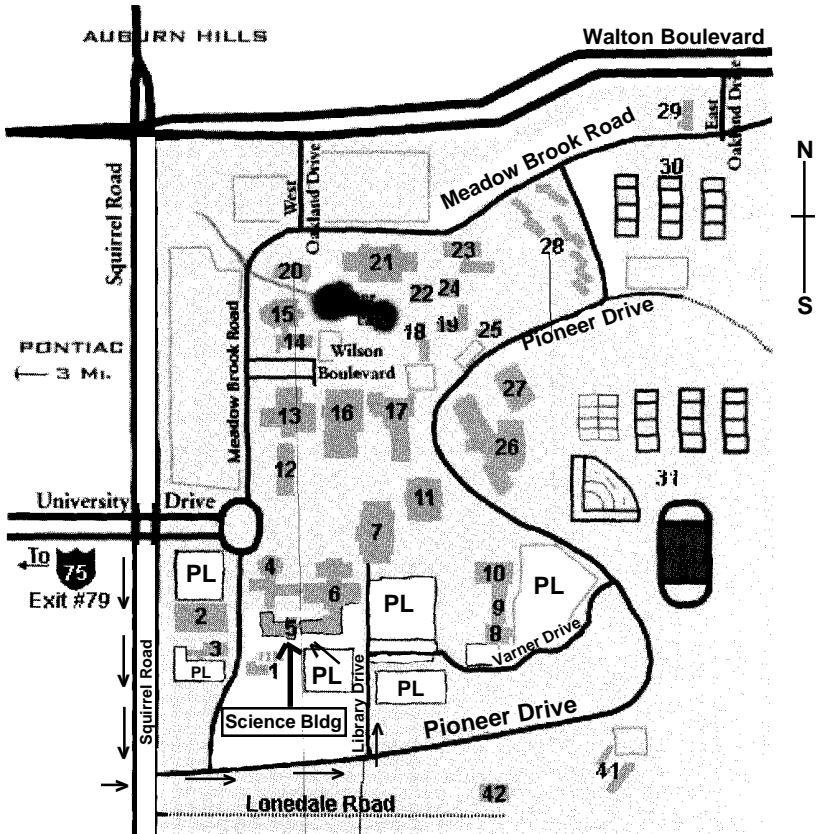 AUBURN HILLS
Walton Boulevard
29
East
Oakland Drive
Meadow Brook Road
30
N
S
West
Oakland Drive
Squirrel Road
20
21
23
22
24
28
15
18
19
25
Pioneer Drive
14
Wilson
Boulevard
PONTIAC
3 MI.
Meadow Brook Road
27
13
16
17
26
12
31
11
University Drive
7
To
75
Exit #79
PL
4
6
10
PL
2
PL
9
5
8
3
PL
1
PL
PL
Varner Drive
Squirrel Road
Science Bldg
Library Drive
Pioneer Drive
41
42
Lonedale Road